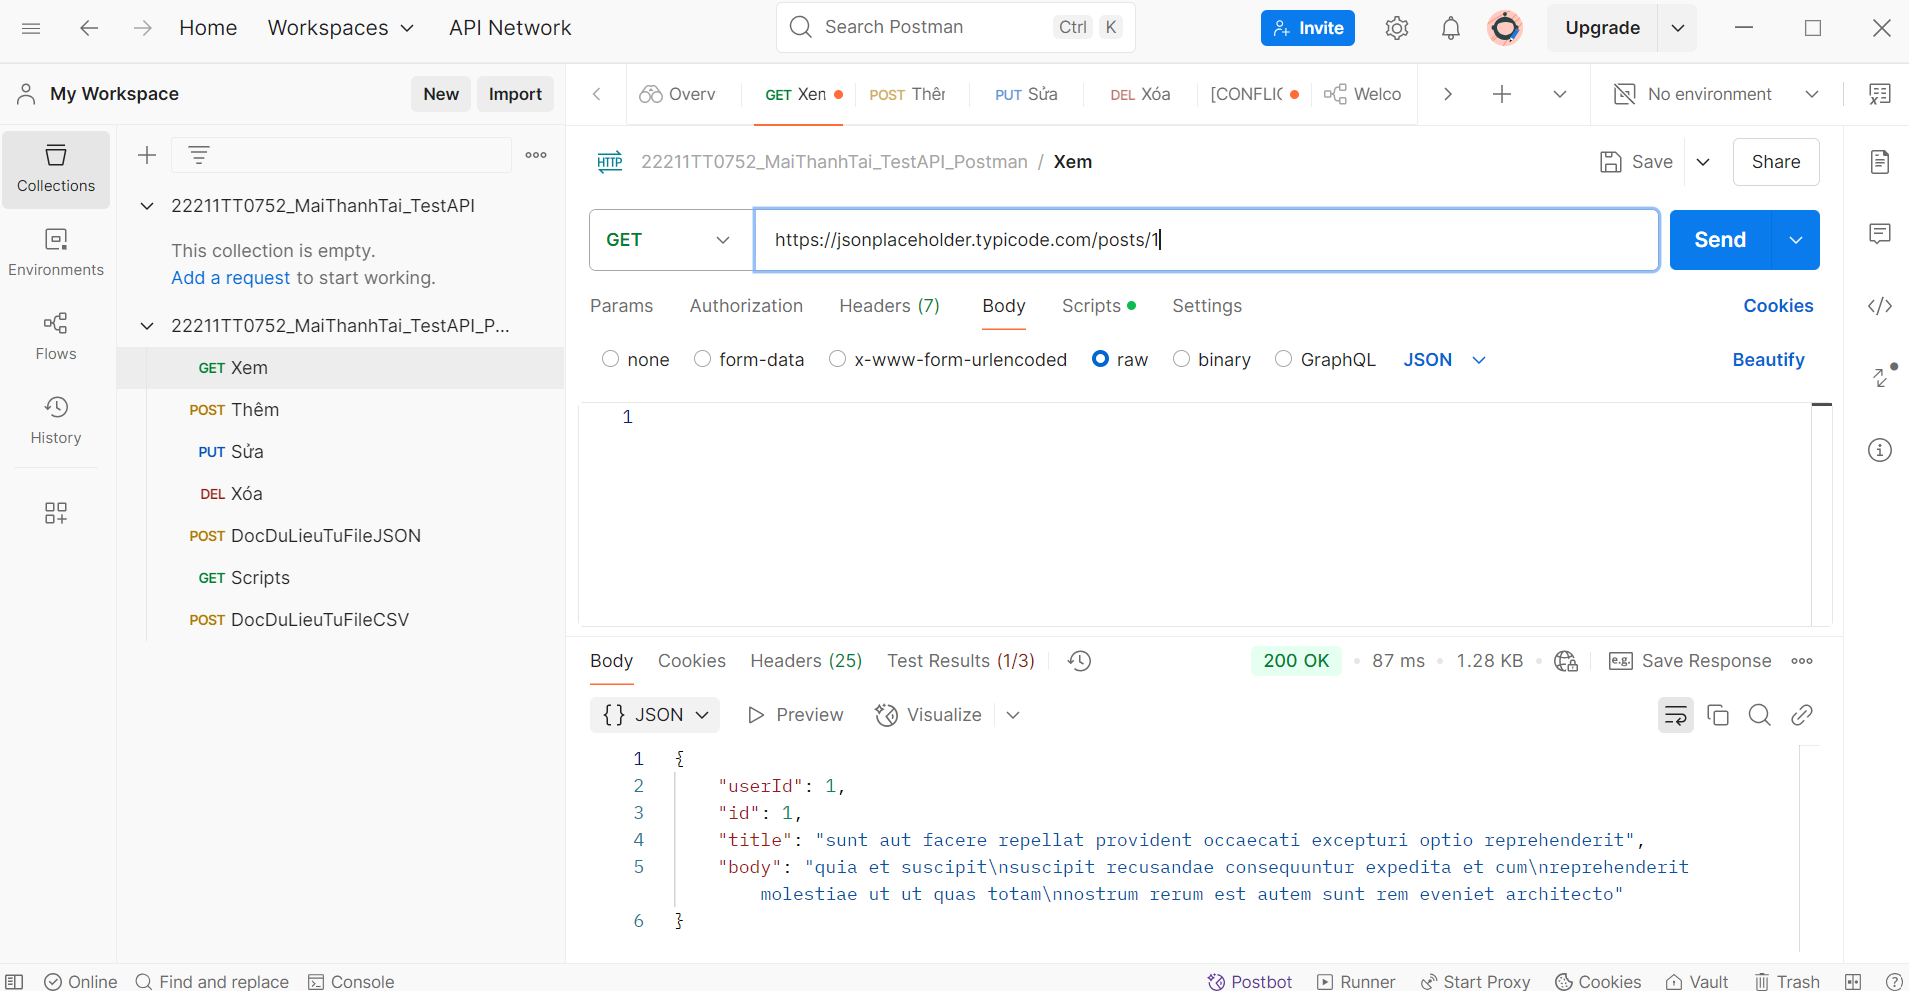 Home Workspaces API Network Search Postman Ctrl K Invite Upgrade
My Workspace New Import
Overv GET Xen POST Thêr PUT Sửa DEL Xóa [CONFLIC Welco No environment
Collections
Environments
Flows
History
22211TT0752_MaiThanhTai_TestAPI
This collection is empty.
Add a request to start working.
22211TT0752_MaiThanhTai_TestAPI_P...
GET Xem
POST Thêm
PUT Sửa
DEL Xóa
POST DocDuLieuTuFileJSON
GET Scripts
POST DocDuLieuTuFileCSV
HTTP 22211TT0752_MaiThanhTai_TestAPI_Postman / Xem Save Share
GET https://jsonplaceholder.typicode.com/posts/1 Send
Params Authorization Headers (7) Body Scripts Settings Cookies
none form-data x-www-form-urlencoded raw binary GraphQL JSON Beautify
1
Body Cookies Headers (25) Test Results (1/3) 200 OK 87 ms 1.28 KB e.g. Save Response
{} JSON Preview Visualize
1 {
2 "userId": 1,
3 "id": 1,
4 "title": "sunt aut facere repellat provident occaecati excepturi optio reprehenderit",
5 "body": "quia et suscipit\nsuscipit recusandae consequuntur expedita et cum\nreprehenderit
molestiae ut ut quas totam\nnostrum rerum est autem sunt rem eveniet architecto"
6 }
Online Find and replace Console Postbot Runner Start Proxy Cookies Vault Trash